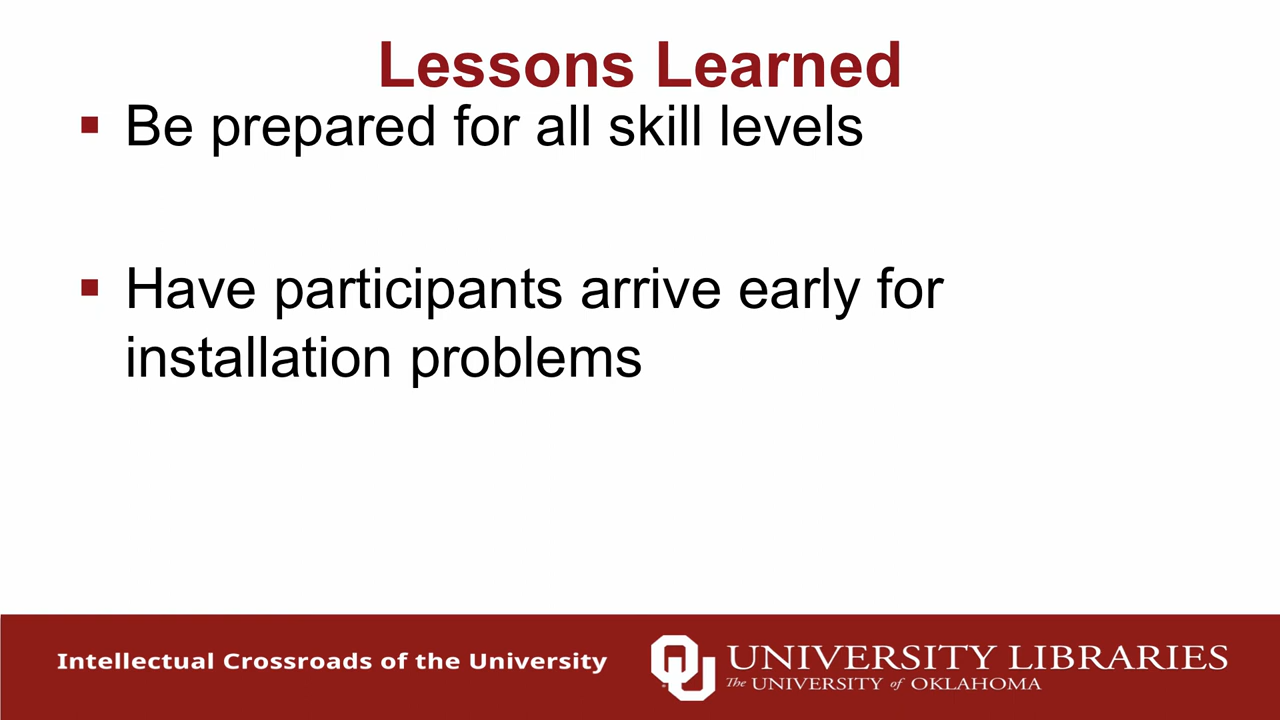 Lessons Learned
Be prepared for all skill levels
Have participants arrive early for
installation problems
Intellectual Crossroads of the University
OU
UNIVERSITY LIBRARIES
The UNIVERSITY of OKLAHOMA